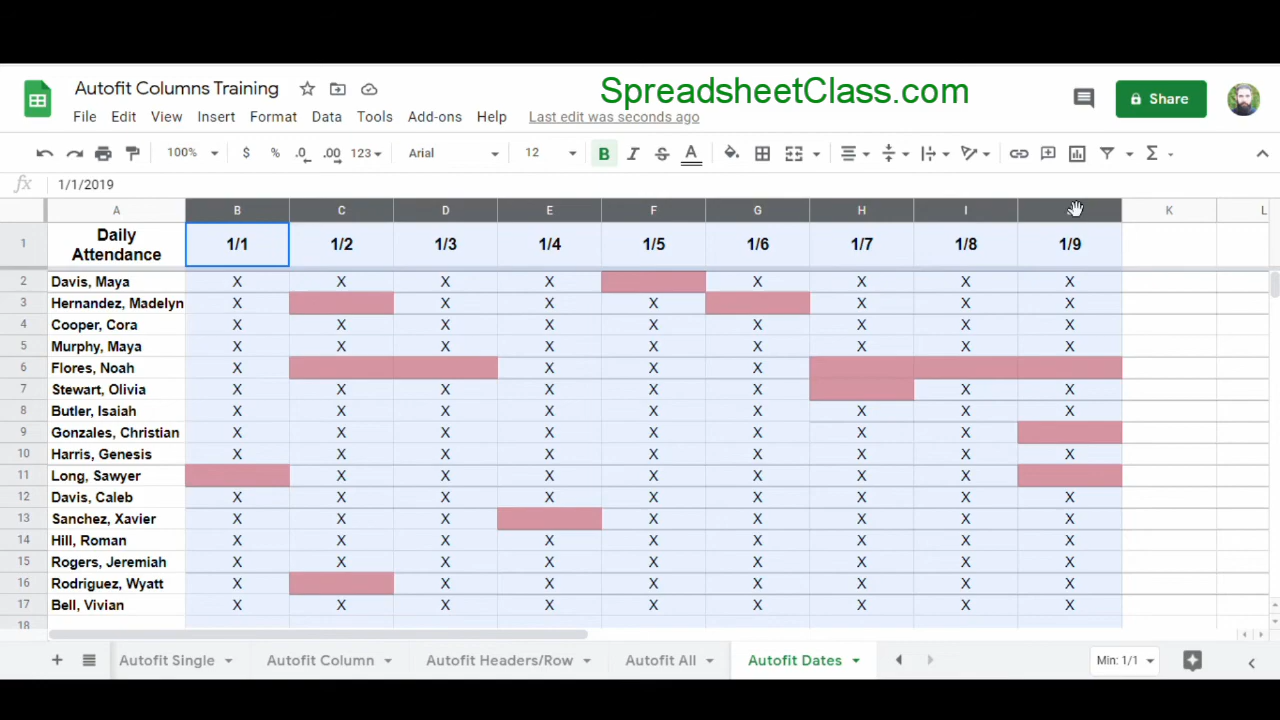 SpreadsheetClass.com
Autofit Columns Training
Share
File Edit View Insert Format Data Tools Add-ons Help Last edit was seconds ago
100% $ % .0 .00 123 Arial 12 B I S A Σ
fx 1/1/2019
A B C D E F G H I K L
1 Daily Attendance 1/1 1/2 1/3 1/4 1/5 1/6 1/7 1/8 1/9
2 Davis, Maya X X X X X X X X
3 Hernandez, Madelyn X X X X X X X
4 Cooper, Cora X X X X X X X X X
5 Murphy, Maya X X X X X X X X X
6 Flores, Noah X X X X
7 Stewart, Olivia X X X X X X X X
8 Butler, Isaiah X X X X X X X X X
9 Gonzales, Christian X X X X X X X X
10 Harris, Genesis X X X X X X X X X
11 Long, Sawyer X X X X X X X
12 Davis, Caleb X X X X X X X X X
13 Sanchez, Xavier X X X X X X X X
14 Hill, Roman X X X X X X X X X
15 Rogers, Jeremiah X X X X X X X X X
16 Rodriguez, Wyatt X X X X X X X X
17 Bell, Vivian X X X X X X X X X
18
Autofit Single Autofit Column Autofit Headers/Row Autofit All Autofit Dates Min: 1/1